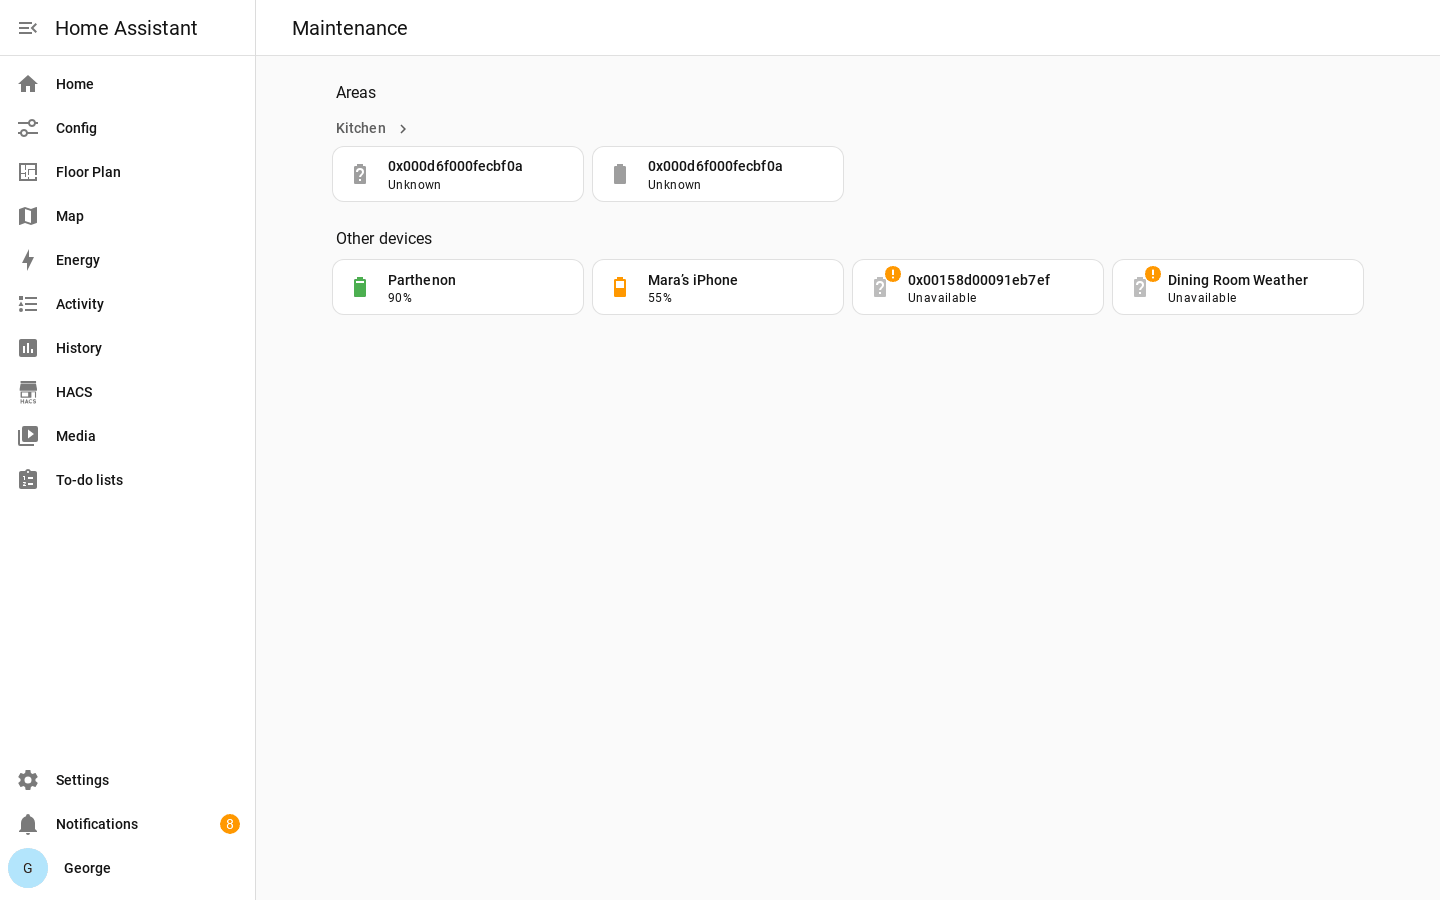 Home Assistant
Maintenance
Home
Config
Floor Plan
Map
Energy
Activity
History
HACS
HACS
Media
To-do lists
Settings
Notifications
8
G
George
Areas
Kitchen
0x000d6f000fecbf0a
Unknown
0x000d6f000fecbf0a
Unknown
Other devices
Parthenon
90%
Mara’s iPhone
55%
0x00158d00091eb7ef
Unavailable
Dining Room Weather
Unavailable